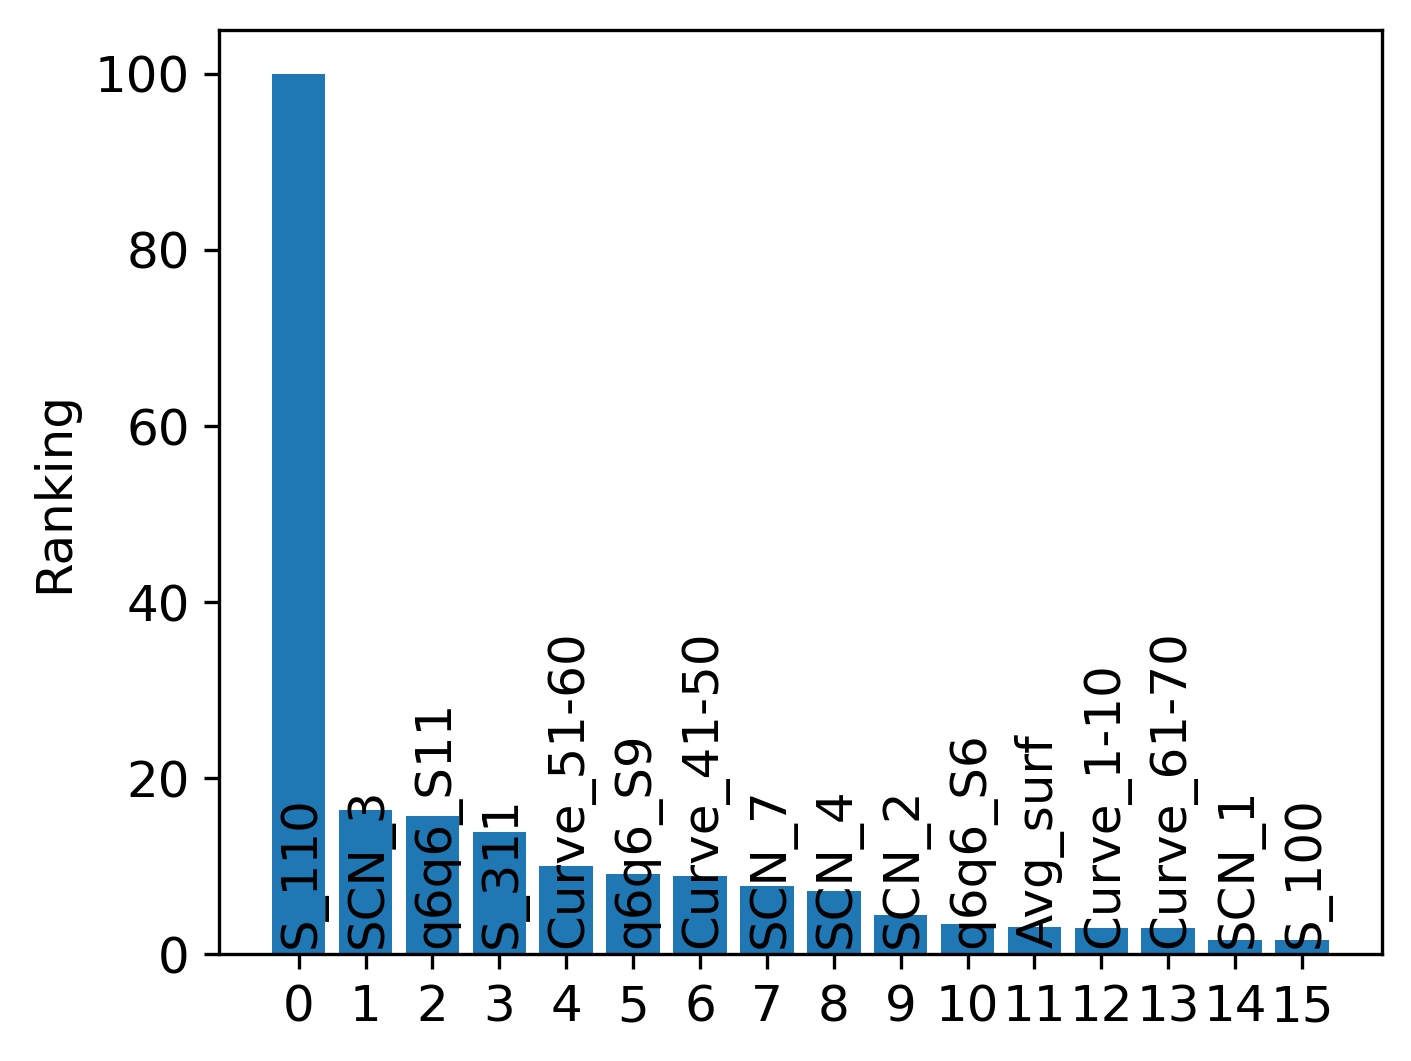 100
80
60
40
20
0
Ranking
S_110
SCN_3
q6q6_S11
S_311
Curve_51-60
q6q6_S9
Curve_41-50
SCN_7
SCN_4
SCN_2
q6q6_S6
Avg_surf
Curve_1-10
Curve_61-70
SCN_1
S_100
0 1 2 3 4 5 6 7 8 9 10 11 12 13 14 15